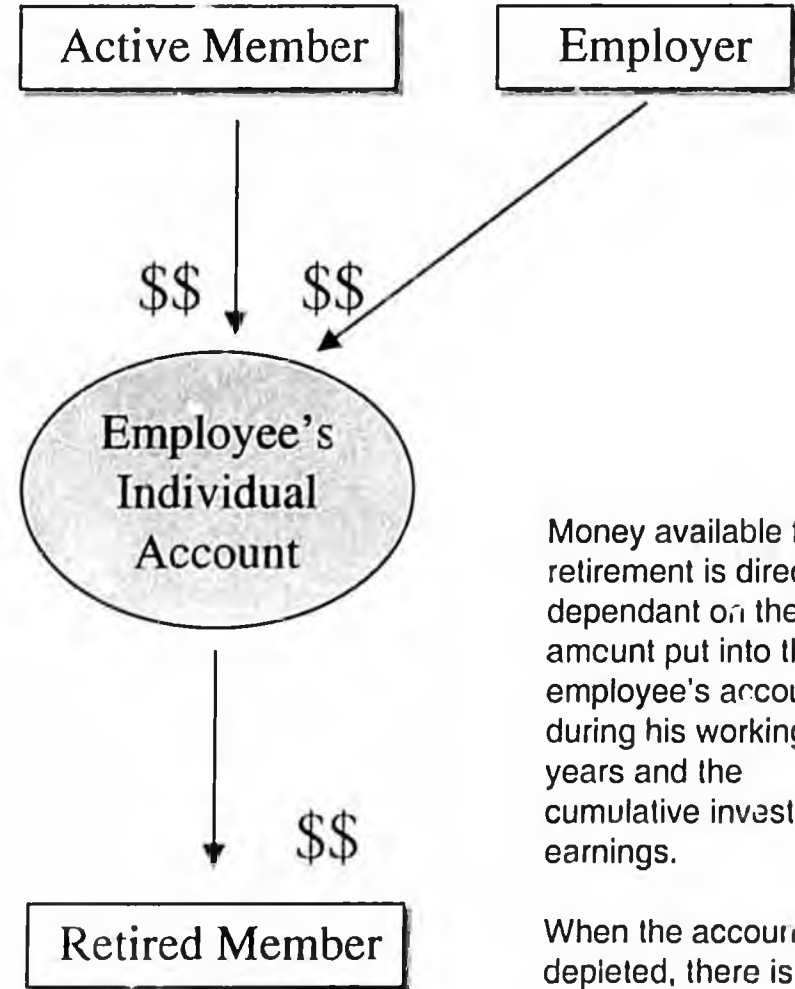 Active Member
Employer
$$
$$
Employee's
Individual
Account
Money available
retirement is
dependant on the
amcunt put into
employee's
during his
years and the
cumulative
earnings.
$$
Retired Member
When the
depleted, there is